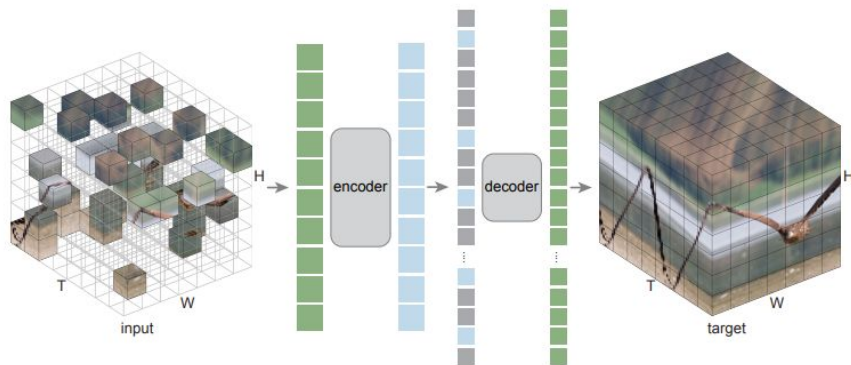 H
T
W
input
encoder
decoder
H
T
W
target